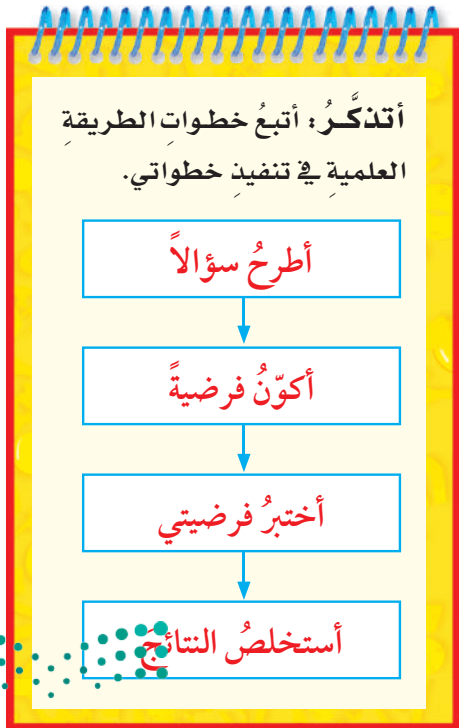 أتذكَّرُ: أتبعُ خطواتِ الطريقةِ
العلميةِ في تنفيذِ خطواتي.
أطرحُ سؤالاً
أكوّنُ فرضيةً
أختبرُ فرضيتي
أستخلصُ النتائجَ